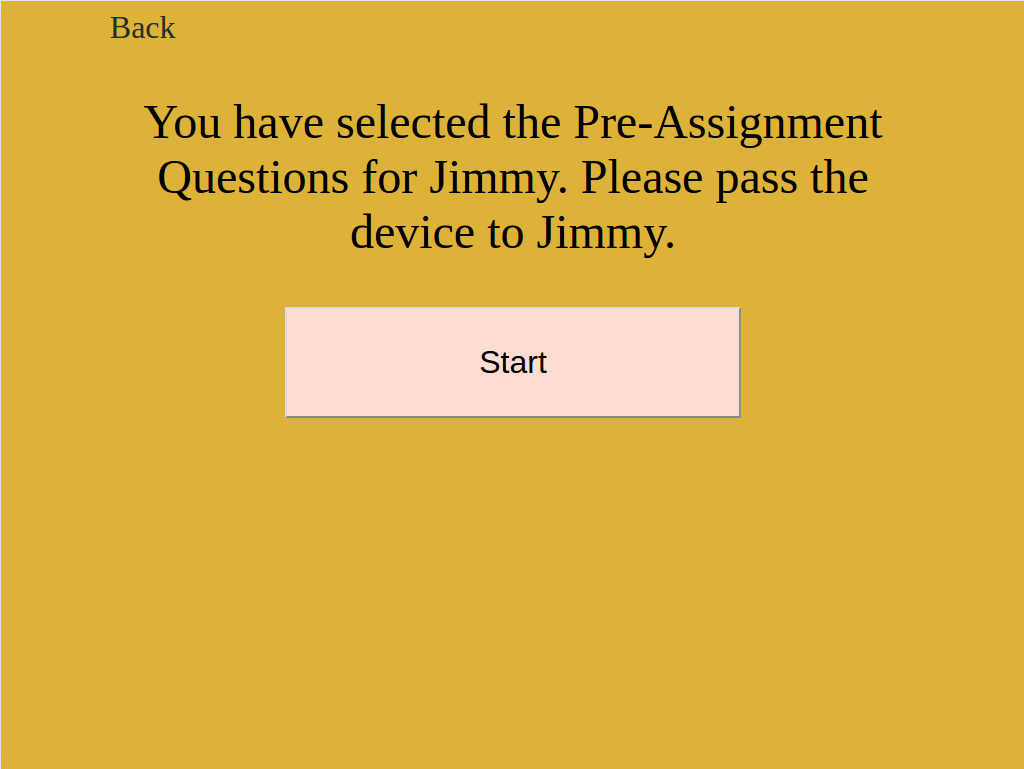 Back
You have selected the Pre-Assignment
Questions for Jimmy. Please pass the
device to Jimmy.
Start